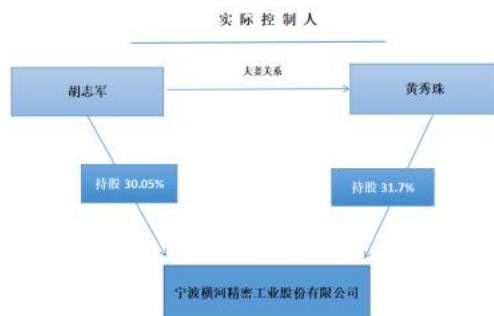 实际控制人
夫妻关系
胡志军
黄秀珠
持股 30.05%
持股 31.7%
宁波横河精密工业股份有限公司